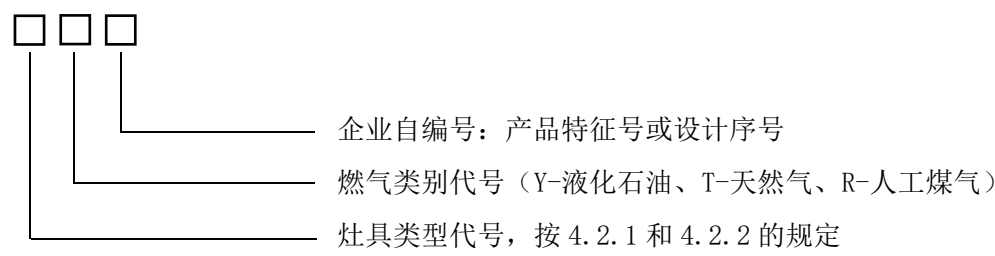 □□□
企业自编号：产品特征号或设计序号
燃气类别代号（Y-液化石油、T-天然气、R-人工煤气）
灶具类型代号，按 4.2.1 和 4.2.2 的规定